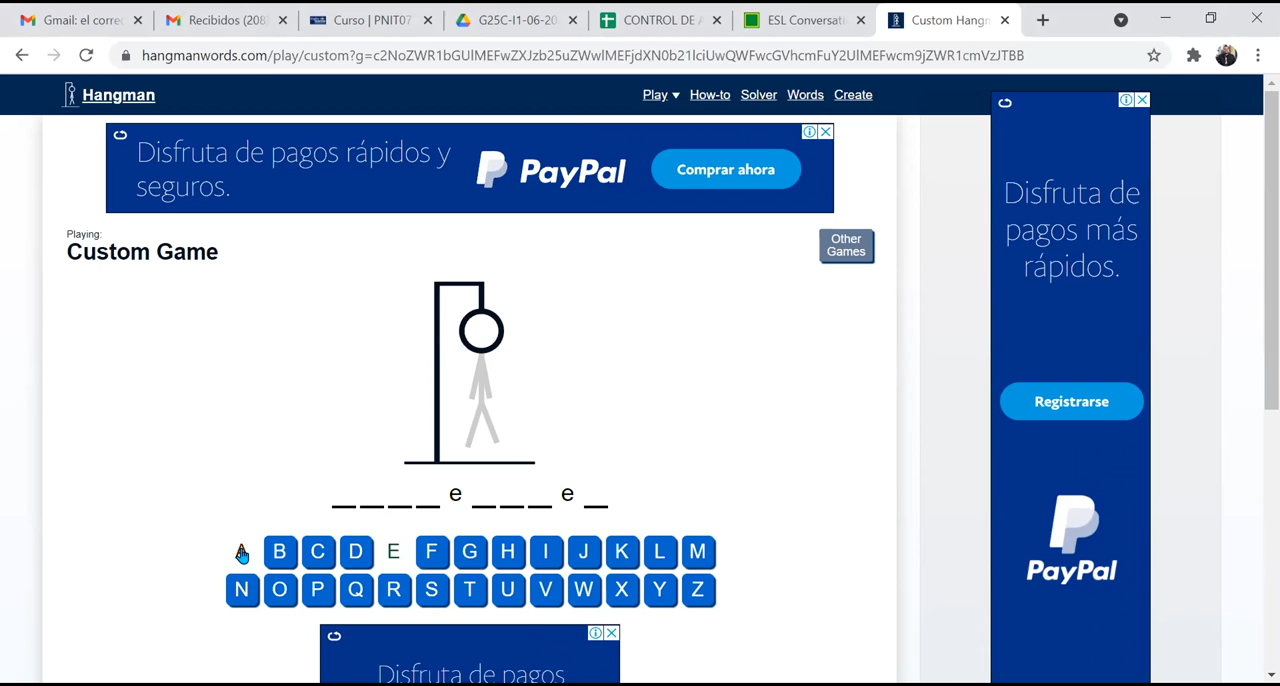 Gmail: el corre
Recibidos (208
Curso | PNIT07
G25C-I1-06-20
CONTROL DE A
ESL Conversati
Custom Hangm
hangmanwords.com/play/custom?g=c2NoZWR1bGUlMEFwZXJzb25uZWwlMEFjdXN0b21lciUwQWFwcGVhcmFuY2UlMEFwcm9jZWR1cmVzJTBB
Hangman
Play ▾ How-to Solver Words Create
Disfruta de pagos rápidos y
seguros.
PayPal
Comprar ahora
Playing:
Custom Game
Other
Games
_ _ _ _ e _ _ _ e _
A B C D E F G H I J K L M
N O P Q R S T U V W X Y Z
Disfruta de pagos
Disfruta de
pagos más
rápidos.
Registrarse
PayPal